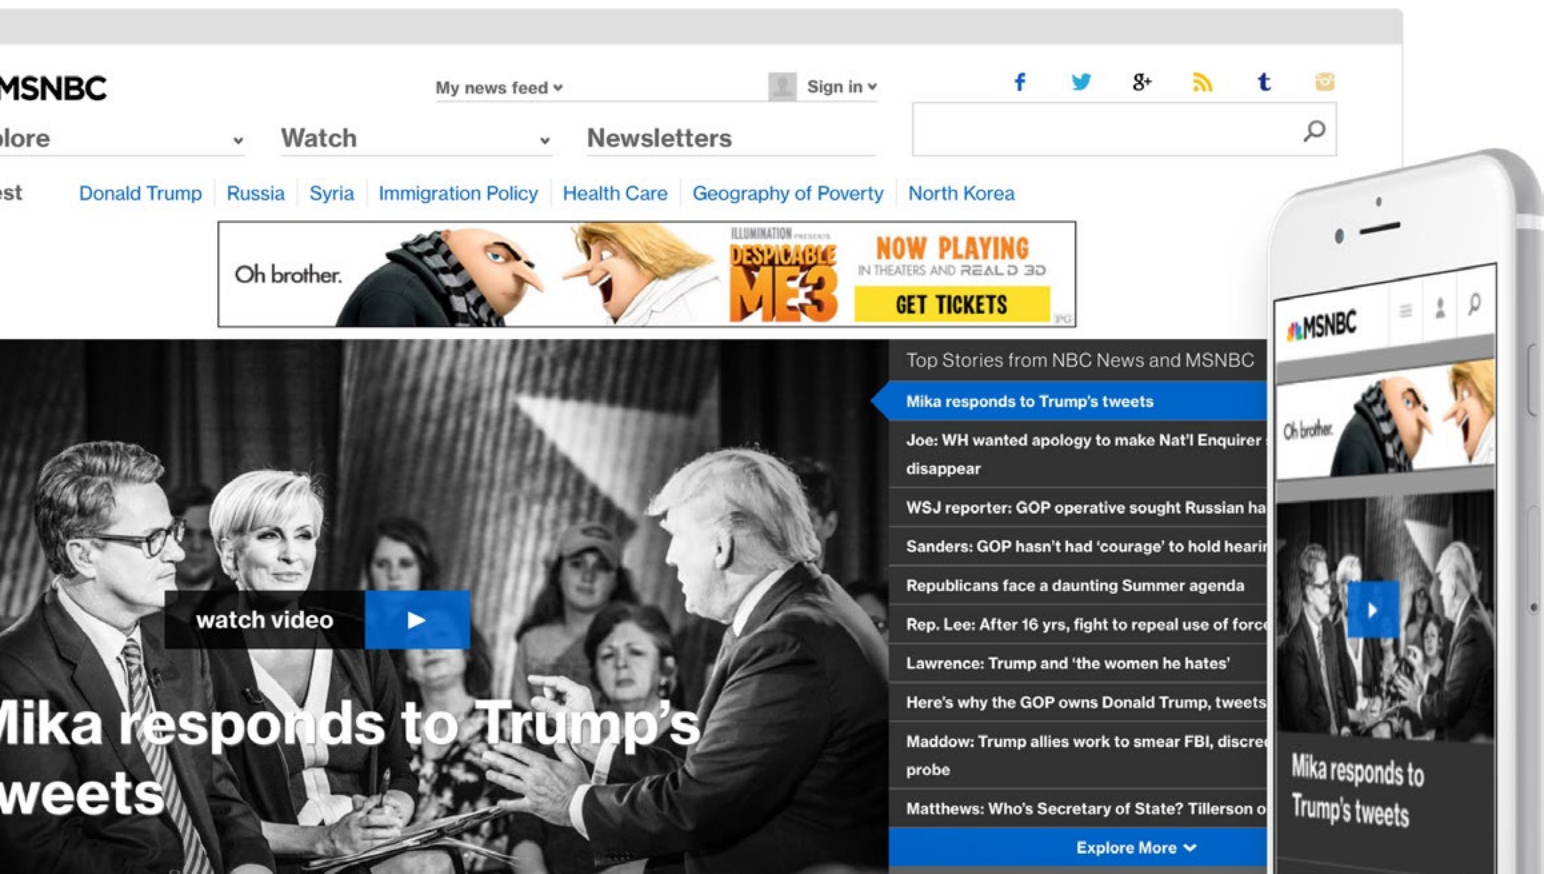 MSNBC
My news feed
Sign in
g+
t
plore
Watch
Newsletters
est
Donald Trump
Russia
Syria
Immigration Policy
Health Care
Geography of Poverty
North Korea
Oh brother.
ILLUMINATION PRESENTS
DESPICABLE
ME3
NOW PLAYING
IN THEATERS AND REAL D 3D
GET TICKETS
PG
watch video
Mika responds to Trump's
weets
Top Stories from NBC News and MSNBC
Mika responds to Trump's tweets
Joe: WH wanted apology to make Nat'l Enquirer
disappear
WSJ reporter: GOP operative sought Russian ha
Sanders: GOP hasn't had 'courage' to hold hearin
Republicans face a daunting Summer agenda
Rep. Lee: After 16 yrs, fight to repeal use of force
Lawrence: Trump and 'the women he hates'
Here's why the GOP owns Donald Trump, tweets
Maddow: Trump allies work to smear FBI, discred
probe
Matthews: Who's Secretary of State? Tillerson o
Explore More
MSNBC
Oh brother.
Mika responds to
Trump's tweets